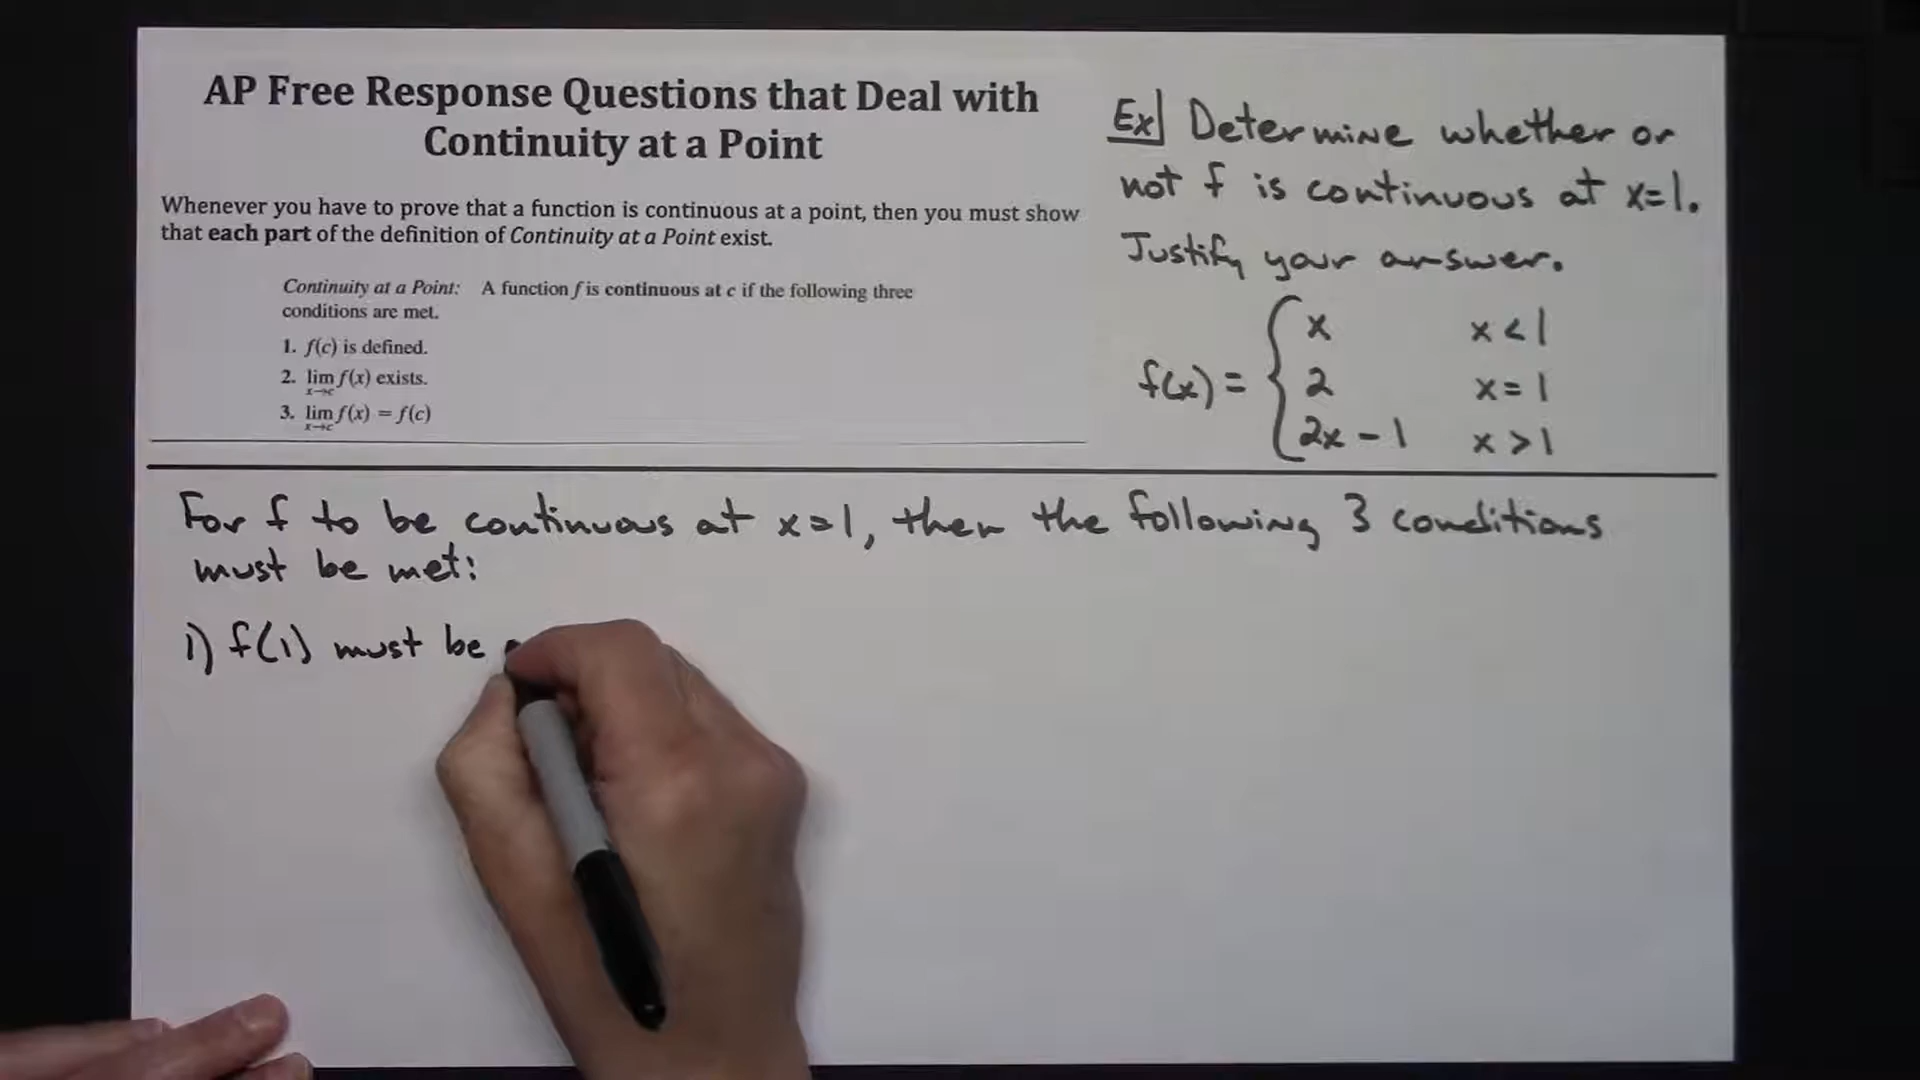 AP Free Response Questions that Deal with
Continuity at a Point
Whenever you have to prove that a function is continuous at a point, then you must show
that each part of the definition of Continuity at a Point exist.
Continuity at a Point: A function f is continuous at c if the following three
conditions are met.
1. f(c) is defined.
2. lim f(x) exists.
x→c
3. lim f(x) = f(c)
x→c
Ex Determine whether or
not f is continuous at x=1.
Justify your answer.
f(x) = { x x < 1
2 x = 1
2x - 1 x > 1
For f to be continuous at x=1, then the following 3 conditions
must be met:
1) f(1) must be